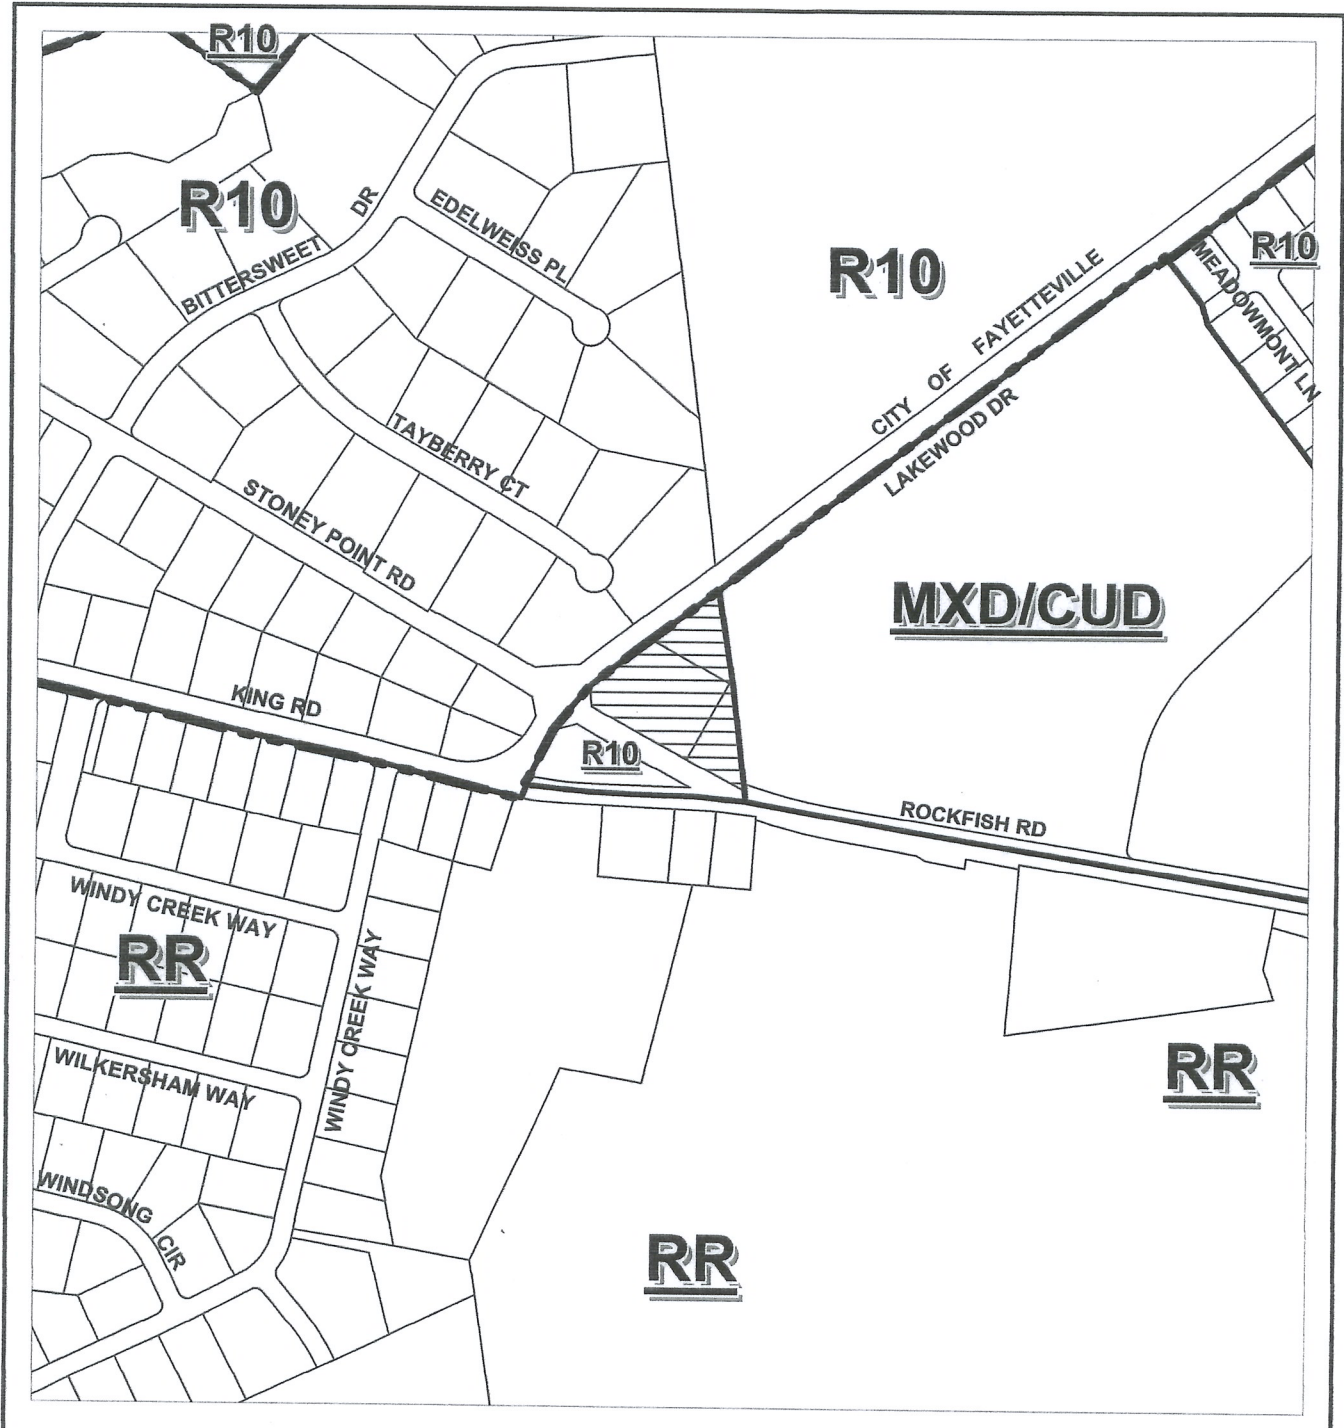 R10
R10
BITTERSWEET DR
EDELWEISS PL
R10
CITY OF FAYETTEVILLE
LAKEWOOD DR
R10
MEADOWMONT LN
TAYBERRY CT
STONEY POINT RD
MXD/CUD
KING RD
R10
ROCKFISH RD
WINDY CREEK WAY
RR
WINDY CREEK WAY
WILKERSHAM WAY
RR
WINDSONG CIR
RR